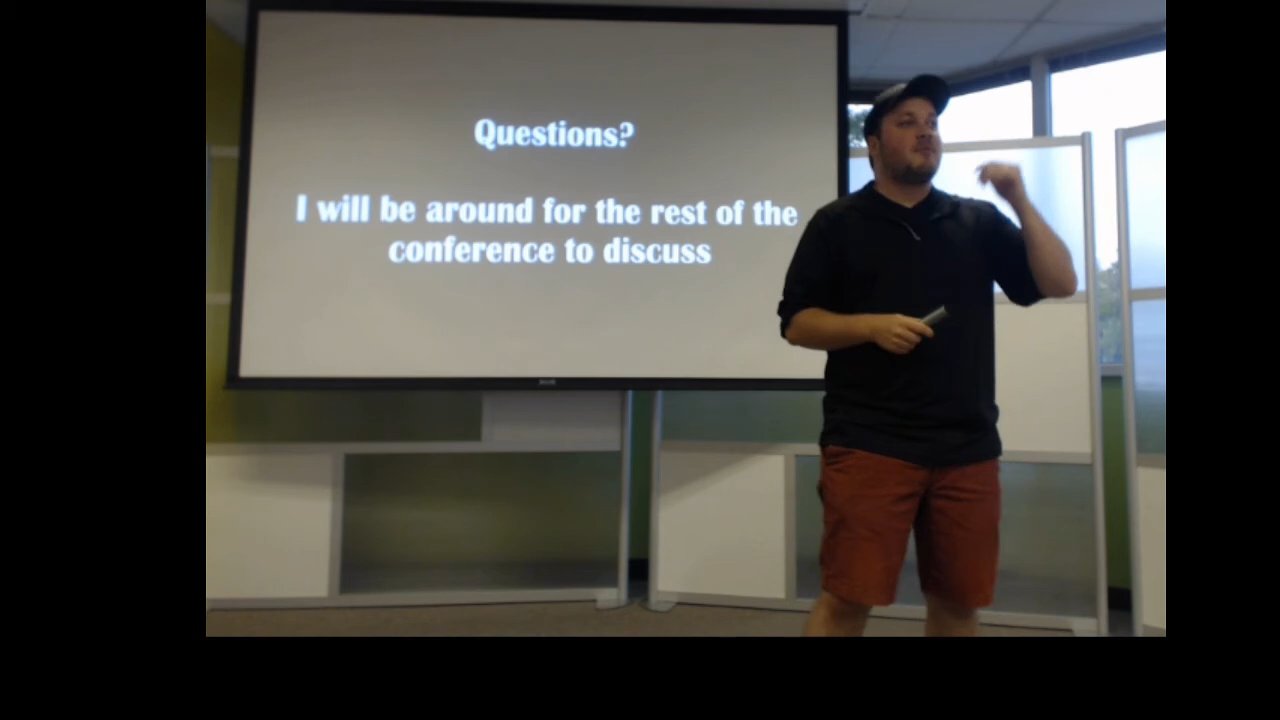 Questions?
I will be around for the rest of the
conference to discuss